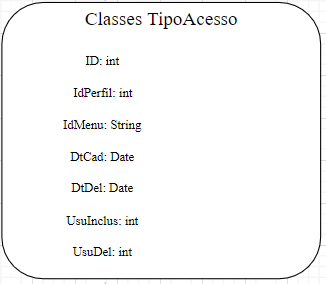 Classes TipoAcesso
ID: int
IdPerfil: int
IdMenu: String
DtCad: Date
DtDel: Date
UsuInclus: int
UsuDel: int